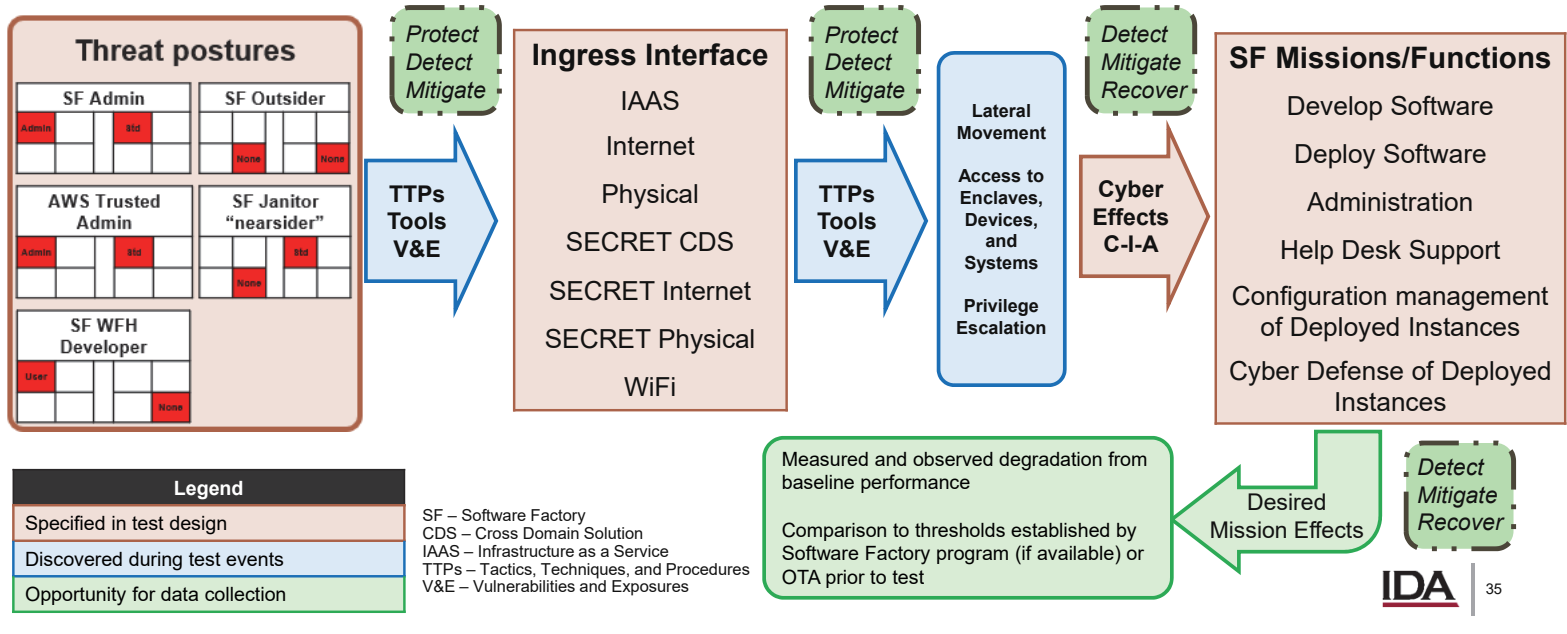 Threat postures
SF Admin
Admin
Std
SF Outsider
None
None
AWS Trusted
Admin
Admin
Std
SF Janitor
“nearsider”
Std
None
SF WFH
Developer
User
None
Protect
Detect
Mitigate
TTPs
Tools
V&E
Ingress Interface
IAAS
Internet
Physical
SECRET CDS
SECRET Internet
SECRET Physical
WiFi
Protect
Detect
Mitigate
TTPs
Tools
V&E
Lateral
Movement
Access to
Enclaves,
Devices,
and
Systems
Privilege
Escalation
Detect
Mitigate
Recover
Cyber
Effects
C-I-A
SF Missions/Functions
Develop Software
Deploy Software
Administration
Help Desk Support
Configuration management
of Deployed Instances
Cyber Defense of Deployed
Instances
Detect
Mitigate
Recover
Desired
Mission Effects
Measured and observed degradation from
baseline performance
Comparison to thresholds established by
Software Factory program (if available) or
OTA prior to test
Legend
Specified in test design
Discovered during test events
Opportunity for data collection
SF – Software Factory
CDS – Cross Domain Solution
IAAS – Infrastructure as a Service
TTPs – Tactics, Techniques, and Procedures
V&E – Vulnerabilities and Exposures
IDA
35